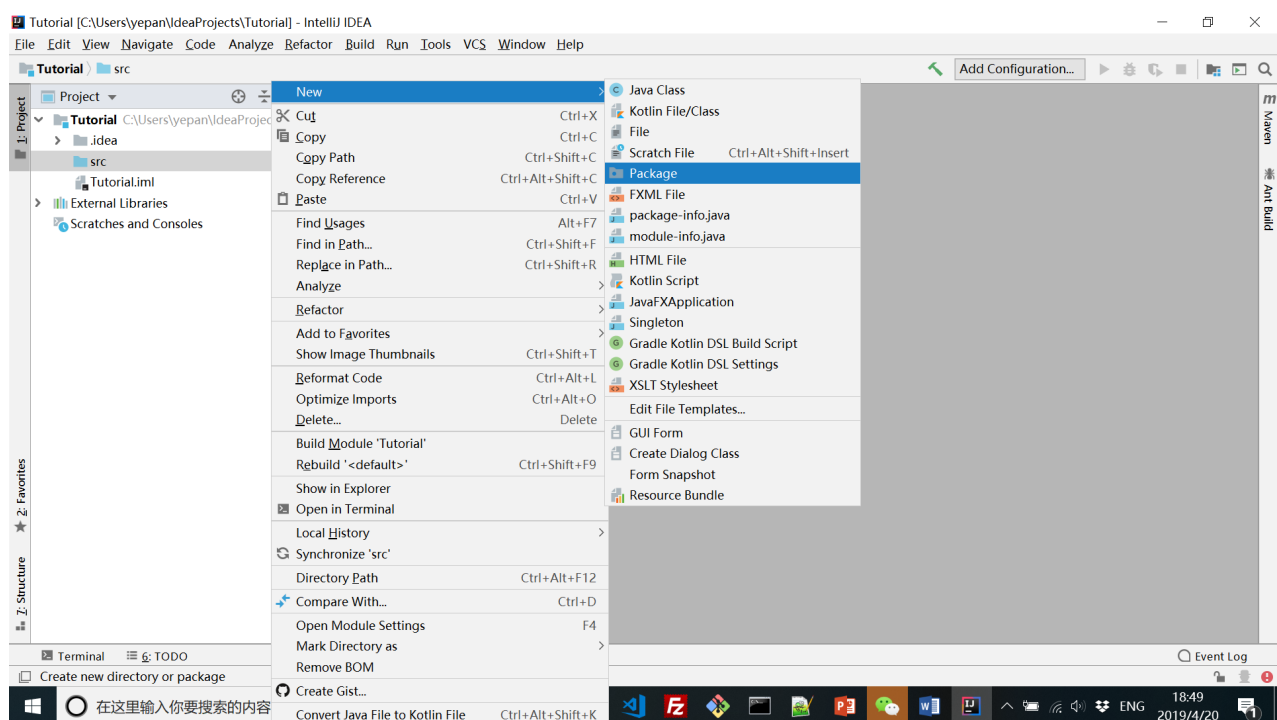 Tutorial [C:\Users\yepan\IdeaProjects\Tutorial] - IntelliJ IDEA
File Edit View Navigate Code Analyze Refactor Build Run Tools VCS Window Help
Tutorial src
Add Configuration...
Project
1: Project
Tutorial C:\Users\yepan\IdeaProjec
.idea
src
Tutorial.iml
External Libraries
Scratches and Consoles
New
Cut Ctrl+X
Copy Ctrl+C
Copy Path Ctrl+Shift+C
Copy Reference Ctrl+Alt+Shift+C
Paste Ctrl+V
Find Usages Alt+F7
Find in Path... Ctrl+Shift+F
Replace in Path... Ctrl+Shift+R
Analyze
Refactor
Add to Favorites
Show Image Thumbnails Ctrl+Shift+T
Reformat Code Ctrl+Alt+L
Optimize Imports Ctrl+Alt+O
Delete... Delete
Build Module 'Tutorial'
Rebuild '<default>' Ctrl+Shift+F9
Show in Explorer
Open in Terminal
Local History
Synchronize 'src'
Directory Path Ctrl+Alt+F12
Compare With... Ctrl+D
Open Module Settings F4
Mark Directory as
Remove BOM
Create Gist...
Convert Java File to Kotlin File Ctrl+Alt+Shift+K
Java Class
Kotlin File/Class
File
Scratch File Ctrl+Alt+Shift+Insert
Package
FXML File
package-info.java
module-info.java
HTML File
Kotlin Script
JavaFXApplication
Singleton
Gradle Kotlin DSL Build Script
Gradle Kotlin DSL Settings
XSLT Stylesheet
Edit File Templates...
GUI Form
Create Dialog Class
Form Snapshot
Resource Bundle
m
Maven
Ant Build
2: Favorites
7: Structure
Terminal 6: TODO
Event Log
Create new directory or package
在这里输入你要搜索的内容
ENG
18:49
2019/4/20
1